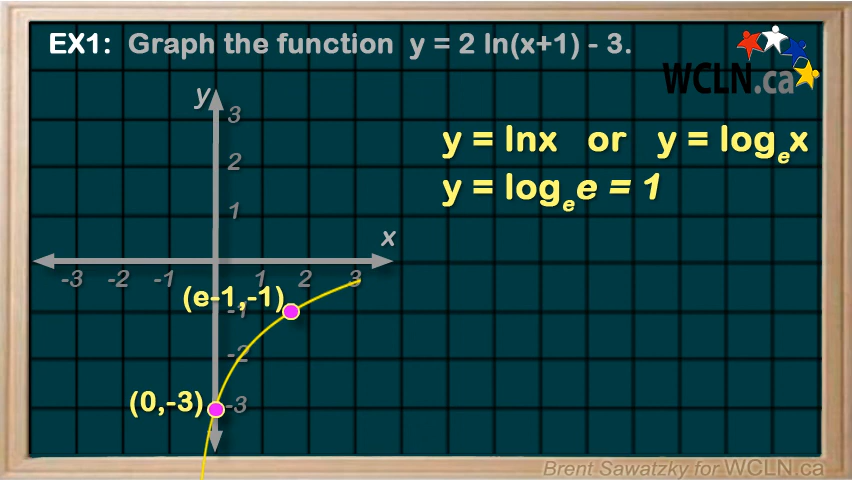 EX1: Graph the function y = 2 ln(x+1) - 3.
WCLN.ca
y = lnx or y = logₑx
y = logₑe = 1
y
3
2
1
x
-3 -2 -1 1 2 3
(e-1,-1)
-1
-2
(0,-3)
-3
Brent Sawatzky for WCLN.ca